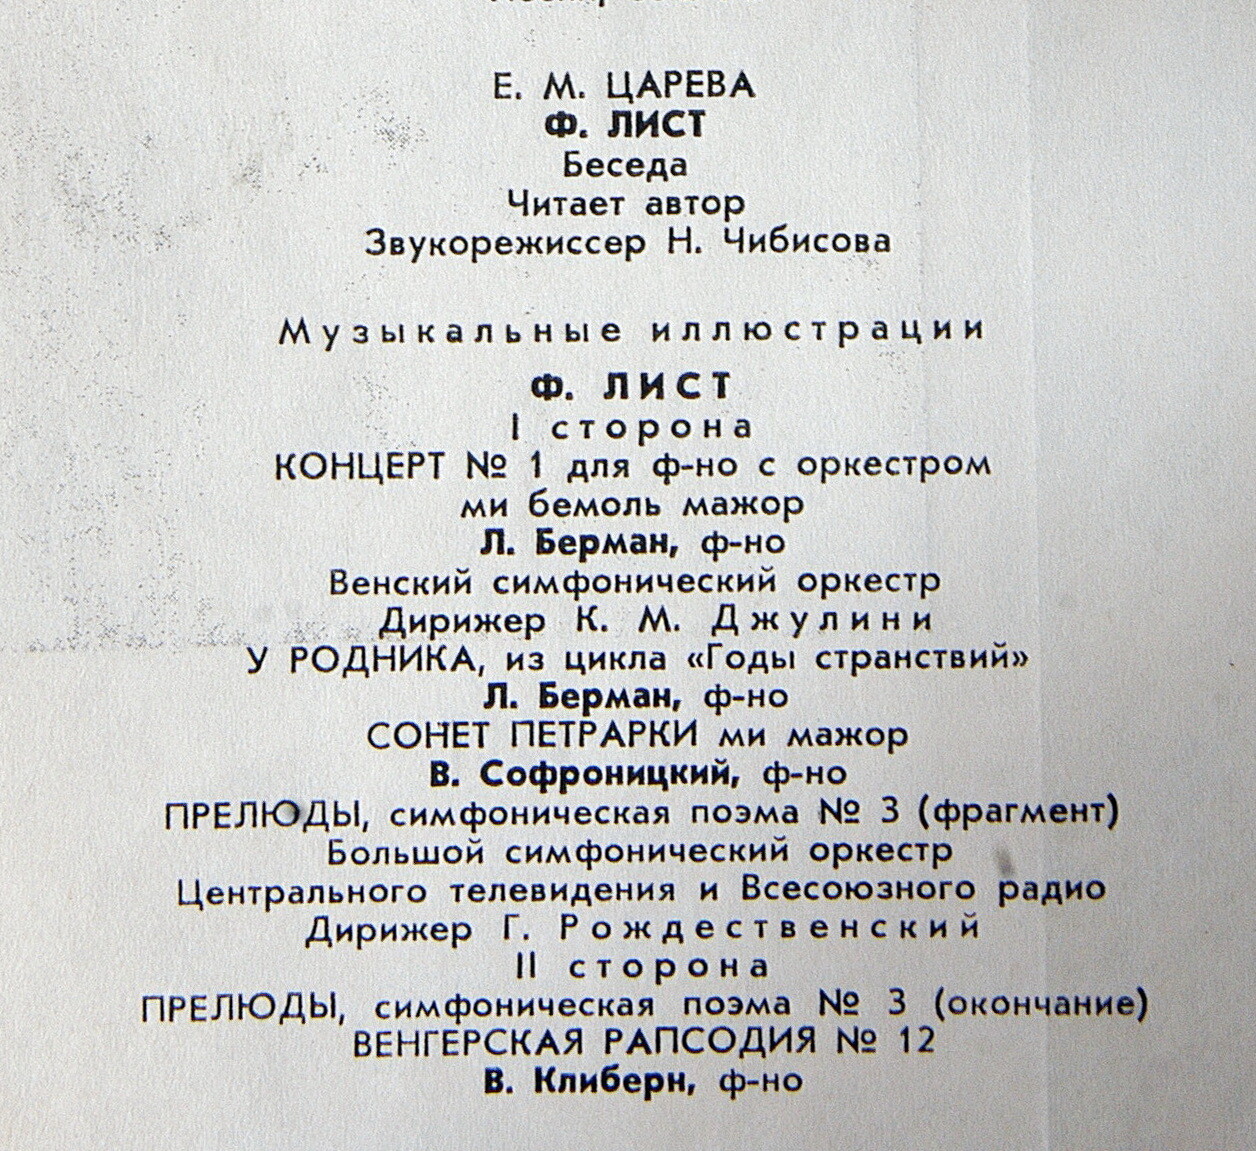 Е. М. ЦАРЕВА
Ф. ЛИСТ
Беседа
Читает автор
Звукорежиссер Н. Чибисова
Музыкальные иллюстрации
Ф. ЛИСТ
I сторона
КОНЦЕРТ № 1 для ф-но с оркестром
ми бемоль мажор
Л. Берман, ф-но
Венский симфонический оркестр
Дирижер К. М. Джулини
У РОДНИКА, из цикла «Годы странствий»
Л. Берман, ф-но
СОНЕТ ПЕТРАРКИ ми мажор
В. Софроницкий, ф-но
ПРЕЛЮДЫ, симфоническая поэма № 3 (фрагмент)
Большой симфонический оркестр
Центрального телевидения и Всесоюзного радио
Дирижер Г. Рождественский
II сторона
ПРЕЛЮДЫ, симфоническая поэма № 3 (окончание)
ВЕНГЕРСКАЯ РАПСОДИЯ № 12
В. Клиберн, ф-но